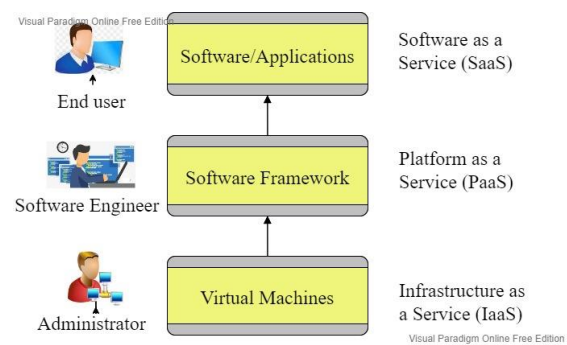 Visual Paradigm Online Free Edition
Software/Applications
Software as a
Service (SaaS)
End user
Software Framework
Platform as a
Service (PaaS)
Software Engineer
Virtual Machines
Infrastructure as
a Service (IaaS)
Administrator
Visual Paradigm Online Free Edition